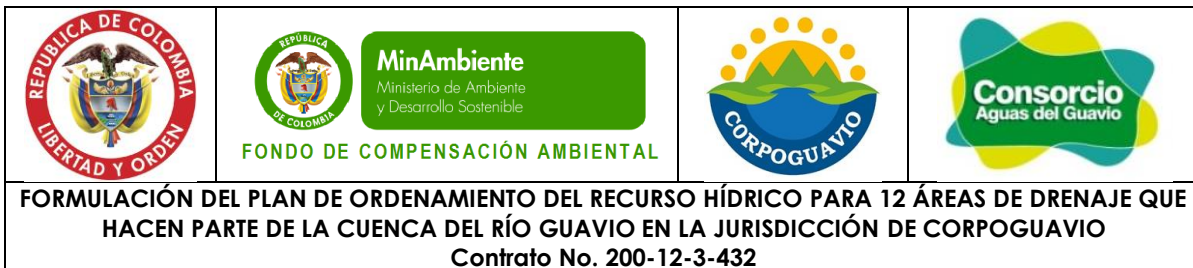 REPUBLICA DE COLOMBIA
LIBERTAD Y ORDEN
REPÚBLICA
DE COLOMBIA
MinAmbiente
Ministerio de Ambiente
y Desarrollo Sostenible
FONDO DE COMPENSACIÓN AMBIENTAL
CORPOGUAVIO
Consorcio
Aguas del Guavio
FORMULACIÓN DEL PLAN DE ORDENAMIENTO DEL RECURSO HÍDRICO PARA 12 ÁREAS DE DRENAJE QUE
HACEN PARTE DE LA CUENCA DEL RÍO GUAVIO EN LA JURISDICCIÓN DE CORPOGUAVIO
Contrato No. 200-12-3-432